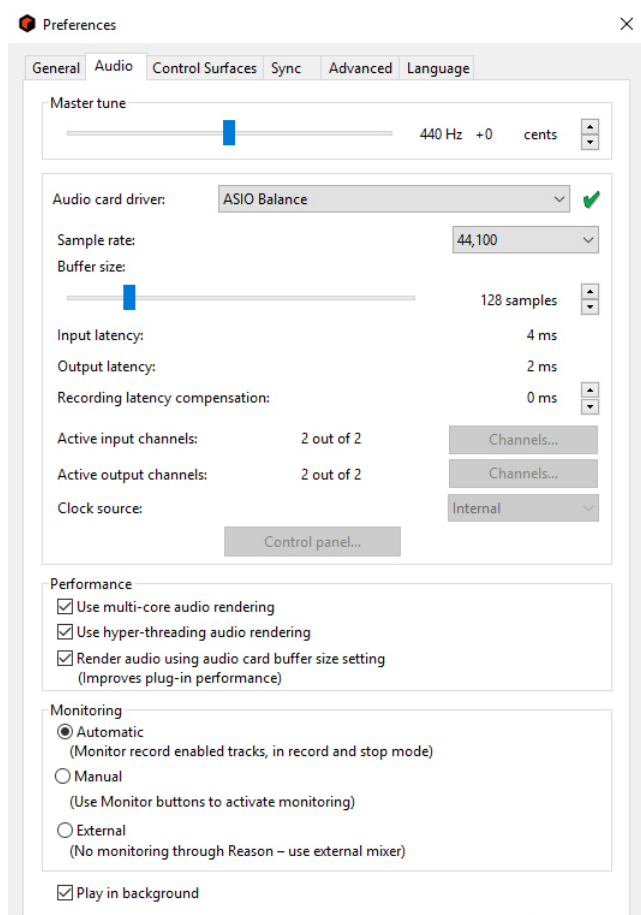 Preferences
General Audio Control Surfaces Sync Advanced Language
Master tune
440 Hz +0 cents
Audio card driver: ASIO Balance
Sample rate: 44,100
Buffer size:
128 samples
Input latency: 4 ms
Output latency: 2 ms
Recording latency compensation: 0 ms
Active input channels: 2 out of 2 Channels...
Active output channels: 2 out of 2 Channels...
Clock source: Internal
Control panel...
Performance
Use multi-core audio rendering
Use hyper-threading audio rendering
Render audio using audio card buffer size setting
(Improves plug-in performance)
Monitoring
Automatic
(Monitor record enabled tracks, in record and stop mode)
Manual
(Use Monitor buttons to activate monitoring)
External
(No monitoring through Reason – use external mixer)
Play in background